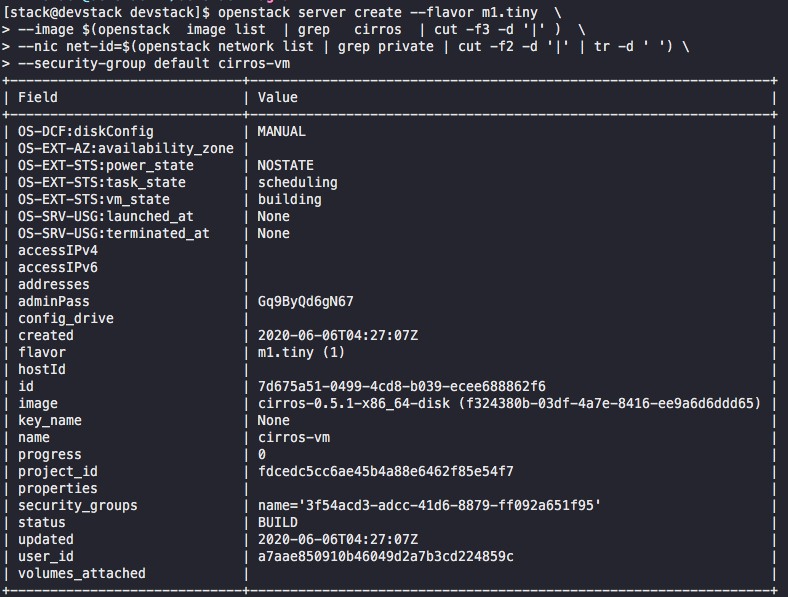 [stack@devstack devstack]$ openstack server create --flavor m1.tiny  \
> --image $(openstack  image list  | grep   cirros  | cut -f3 -d '|' )  \
> --nic net-id=$(openstack network list | grep private | cut -f2 -d '|' | tr -d ' ') \
> --security-group default cirros-vm
+-----------------------------+-----------------------------------------------------------------+
| Field                       | Value                                                           |
+-----------------------------+-----------------------------------------------------------------+
| OS-DCF:diskConfig           | MANUAL                                                          |
| OS-EXT-AZ:availability_zone |                                                                 |
| OS-EXT-STS:power_state      | NOSTATE                                                         |
| OS-EXT-STS:task_state       | scheduling                                                      |
| OS-EXT-STS:vm_state         | building                                                        |
| OS-SRV-USG:launched_at      | None                                                            |
| OS-SRV-USG:terminated_at    | None                                                            |
| accessIPv4                  |                                                                 |
| accessIPv6                  |                                                                 |
| addresses                   |                                                                 |
| adminPass                   | Gq9ByQd6gN67                                                    |
| config_drive                |                                                                 |
| created                     | 2020-06-06T04:27:07Z                                            |
| flavor                      | m1.tiny (1)                                                     |
| hostId                      |                                                                 |
| id                          | 7d675a51-0499-4cd8-b039-ecee688862f6                            |
| image                       | cirros-0.5.1-x86_64-disk (f324380b-03df-4a7e-8416-ee9a6d6ddd65) |
| key_name                    | None                                                            |
| name                        | cirros-vm                                                       |
| progress                    | 0                                                               |
| project_id                  | fdcedc5cc6ae45b4a88e6462f85e54f7                                |
| properties                  |                                                                 |
| security_groups             | name='3f54acd3-adcc-41d6-8879-ff092a651f95'                     |
| status                      | BUILD                                                           |
| updated                     | 2020-06-06T04:27:07Z                                            |
| user_id                     | a7aae850910b46049d2a7b3cd224859c                                |
| volumes_attached            |                                                                 |
+-----------------------------+-----------------------------------------------------------------+